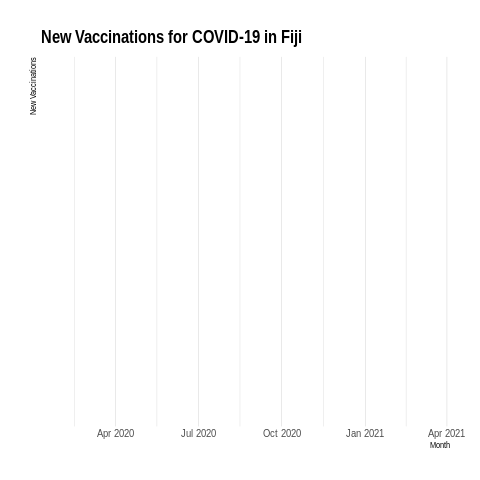 New Vaccinations for COVID-19 in Fiji
New Vaccinations
Apr 2020 Jul 2020 Oct 2020 Jan 2021 Apr 2021
Month